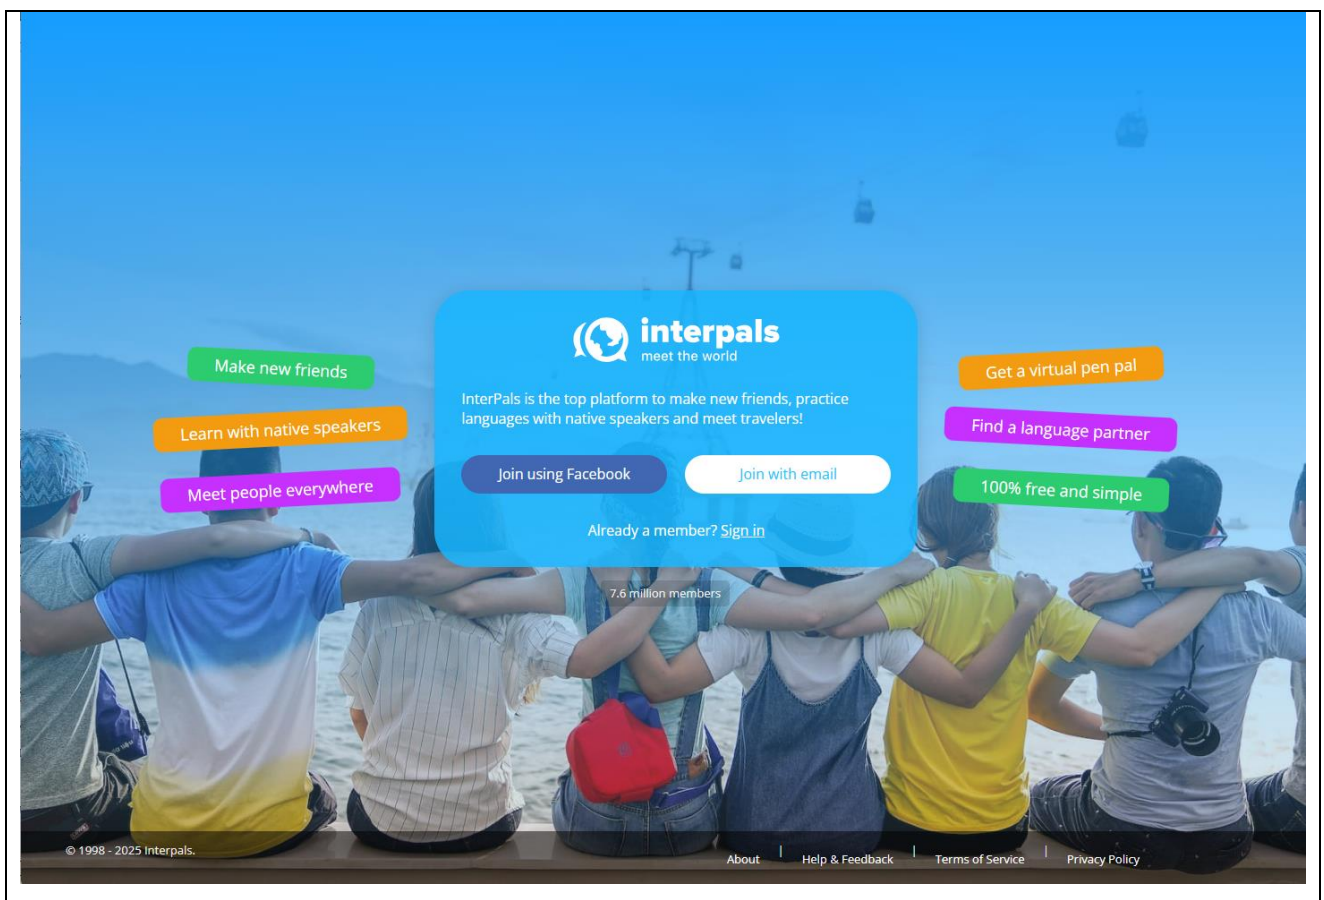 interpals
meet the world
Make new friends
Learn with native speakers
Meet people everywhere
InterPals is the top platform to make new friends, practice
languages with native speakers and meet travelers!
Join using Facebook
Join with email
Already a member? Sign in
Get a virtual pen pal
Find a language partner
100% free and simple
7.6 million members
© 1998 - 2025 Interpals.
About | Help & Feedback | Terms of Service | Privacy Policy